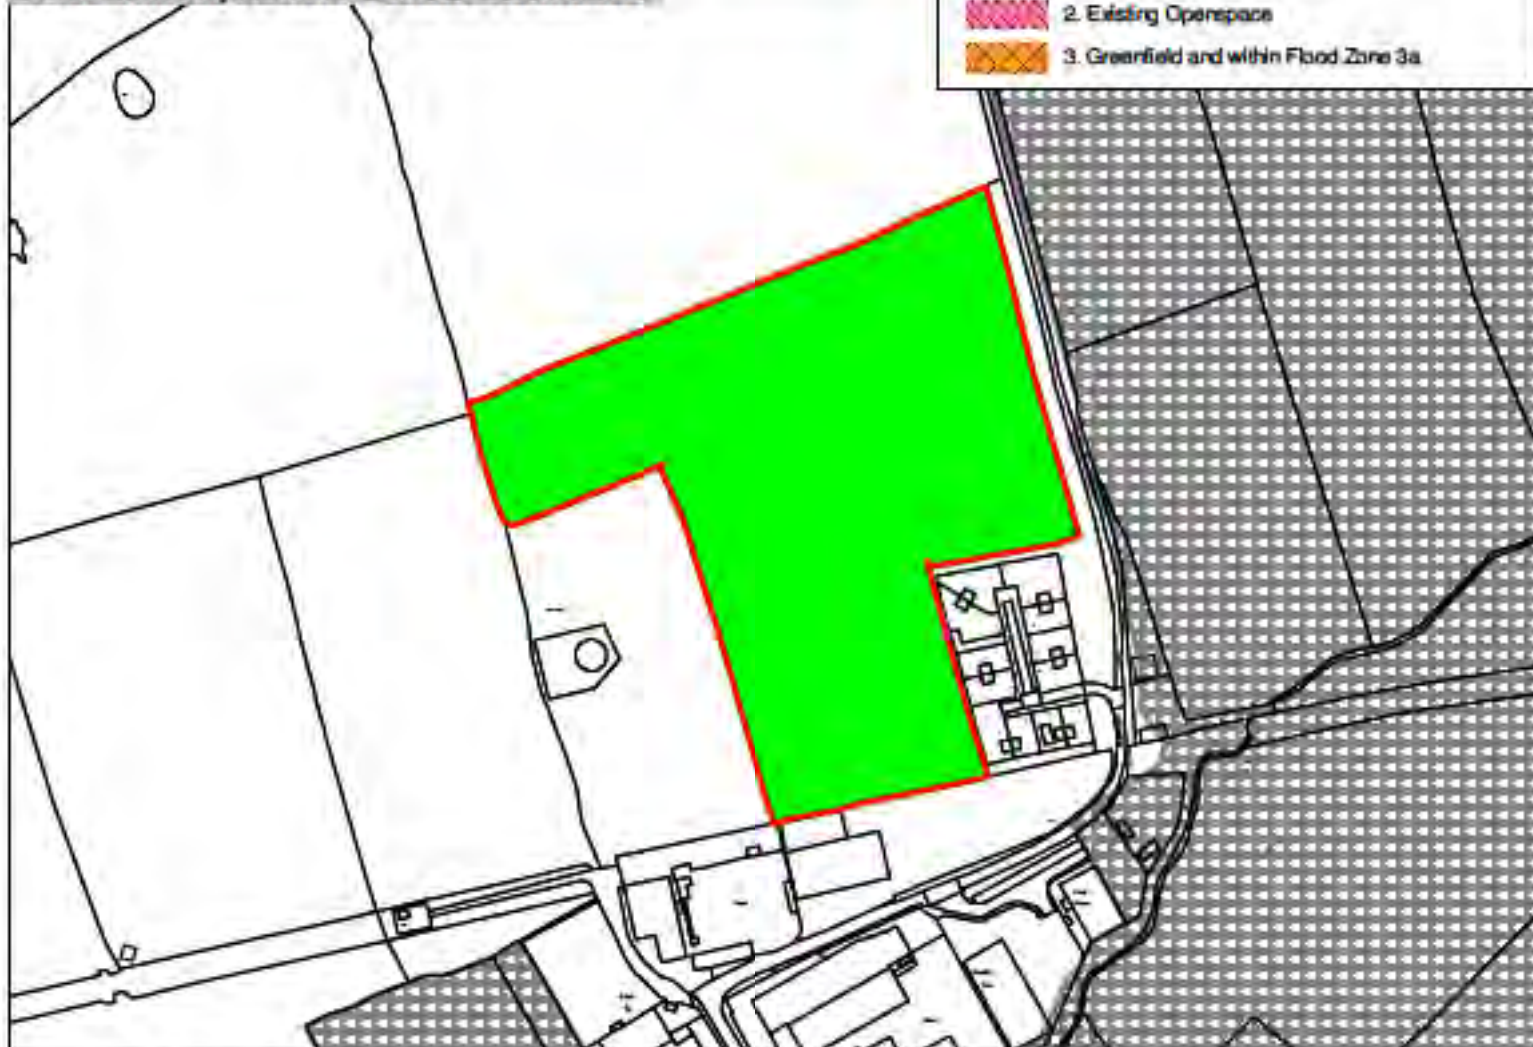 2. Existing Openspace
3. Greenfield and within Flood Zone 3a